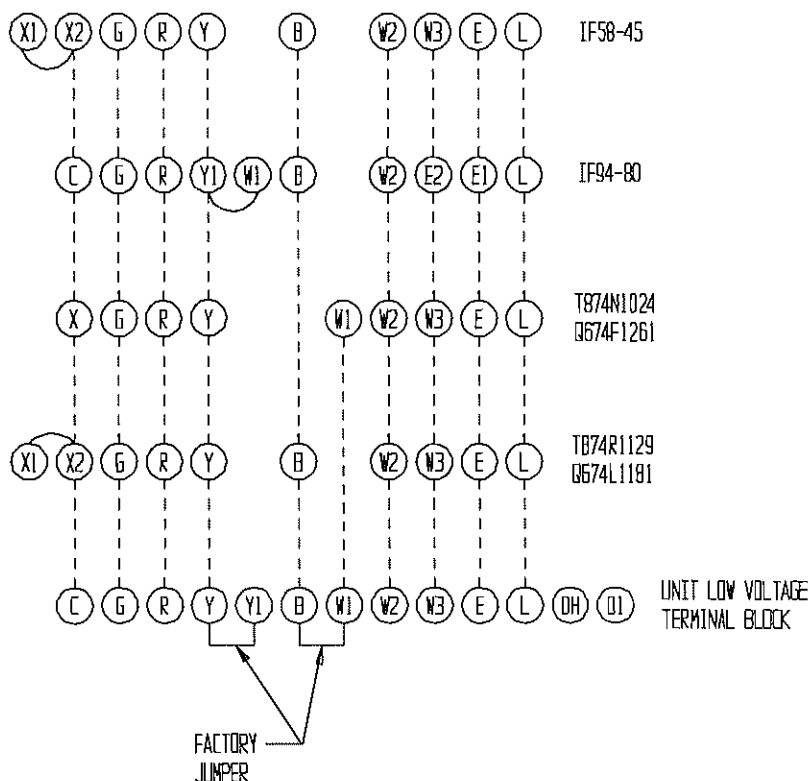 X1 X2 G R Y B W2 W3 E L IF58-45
C G R Y1 W1 B W2 E2 E1 L IF94-80
X G R Y W1 W2 W3 E L T874N1024
Q674F1261
X1 X2 G R Y B W2 W3 E L T874R1129
Q674L1181
C G R Y Y1 B W1 W2 W3 E L DH O1 UNIT LOW VOLTAGE
TERMINAL BLOCK
FACTORY
JUMPER